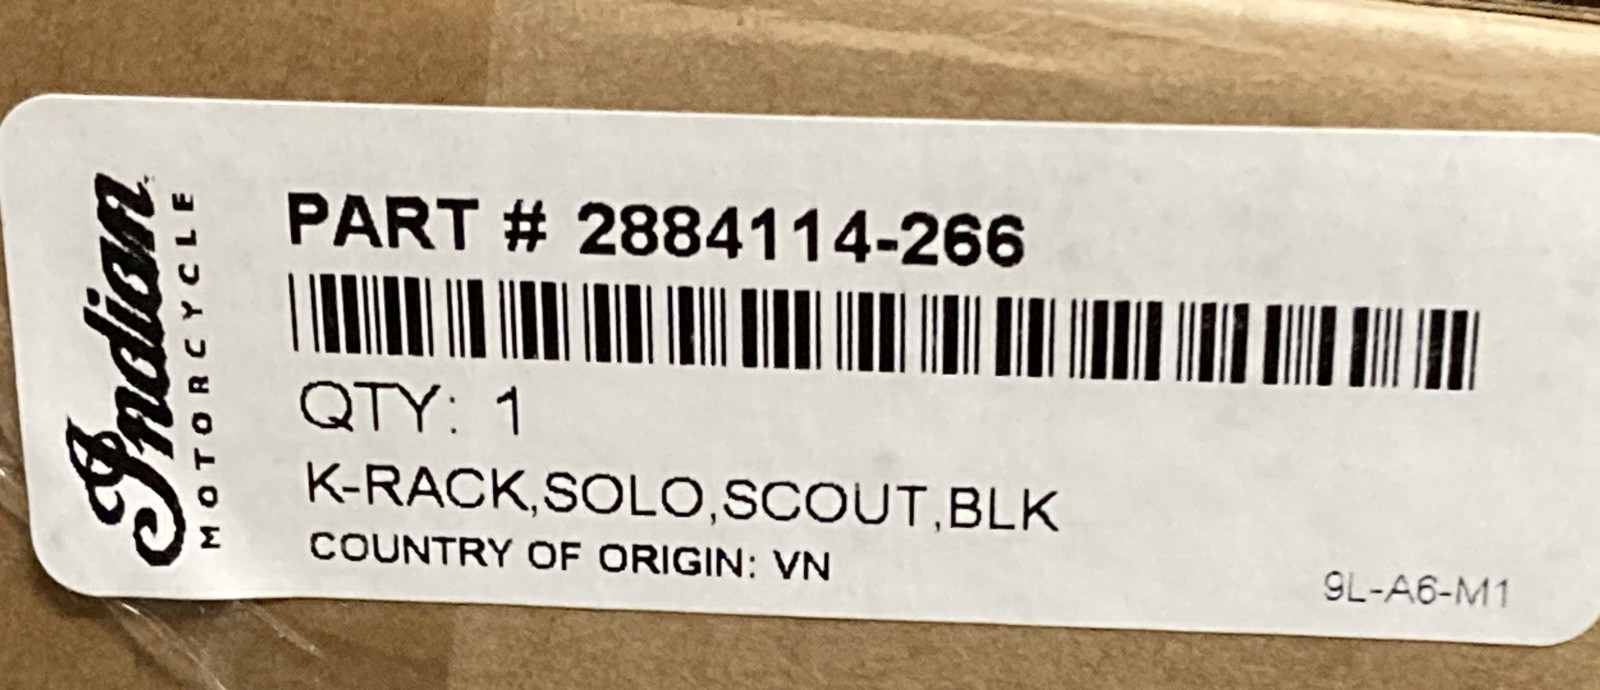 Indian
MOTORCYCLE
PART # 2884114-266
QTY: 1
K-RACK,SOLO,SCOUT,BLK
COUNTRY OF ORIGIN: VN
9L-A6-M1